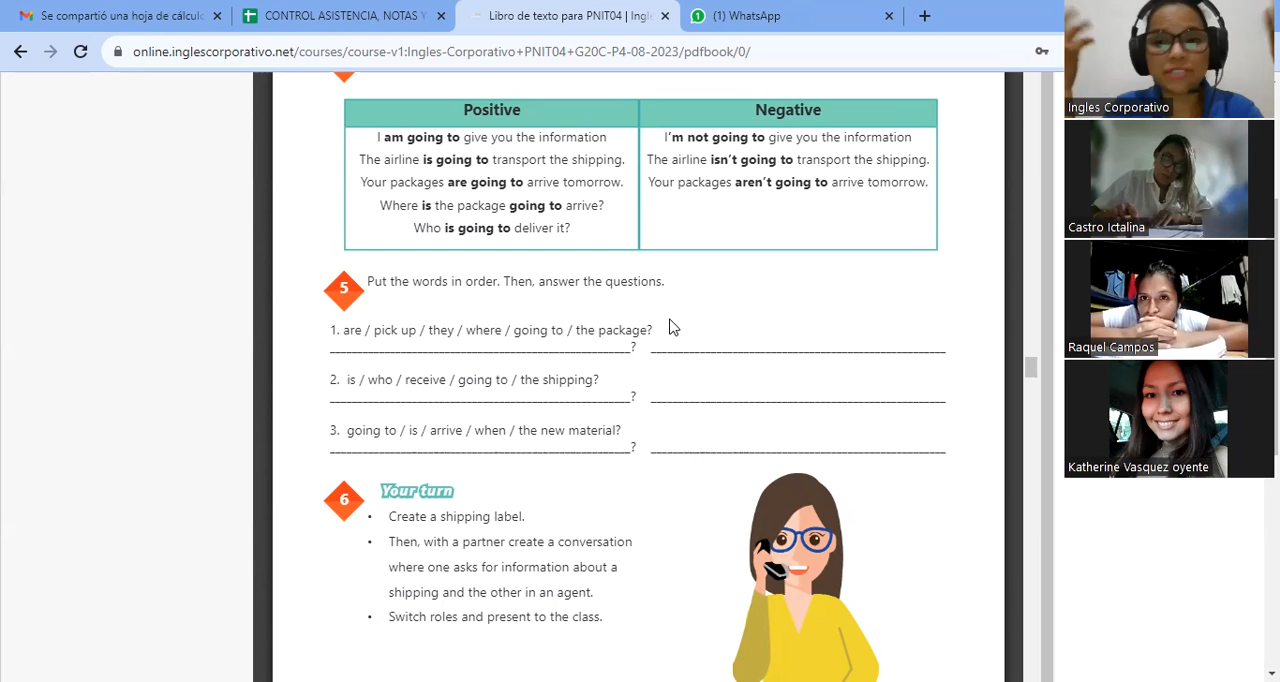 Se compartió una hoja de cálcul
CONTROL ASISTENCIA, NOTAS Y
Libro de texto para PNIT04 | Ingle
(1) WhatsApp
online.inglescorporativo.net/courses/course-v1:Ingles-Corporativo+PNIT04+G20C-P4-08-2023/pdfbook/0/
Positive
I am going to give you the information
The airline is going to transport the shipping.
Your packages are going to arrive tomorrow.
Where is the package going to arrive?
Who is going to deliver it?
Negative
I'm not going to give you the information
The airline isn't going to transport the shipping.
Your packages aren't going to arrive tomorrow.
5 Put the words in order. Then, answer the questions.
1. are / pick up / they / where / going to / the package?
?
2. is / who / receive / going to / the shipping?
?
3. going to / is / arrive / when / the new material?
?
6 Your turn
• Create a shipping label.
• Then, with a partner create a conversation
where one asks for information about a
shipping and the other in an agent.
• Switch roles and present to the class.
Ingles Corporativo
Castro Ictalina
Raquel Campos
Katherine Vasquez oyente